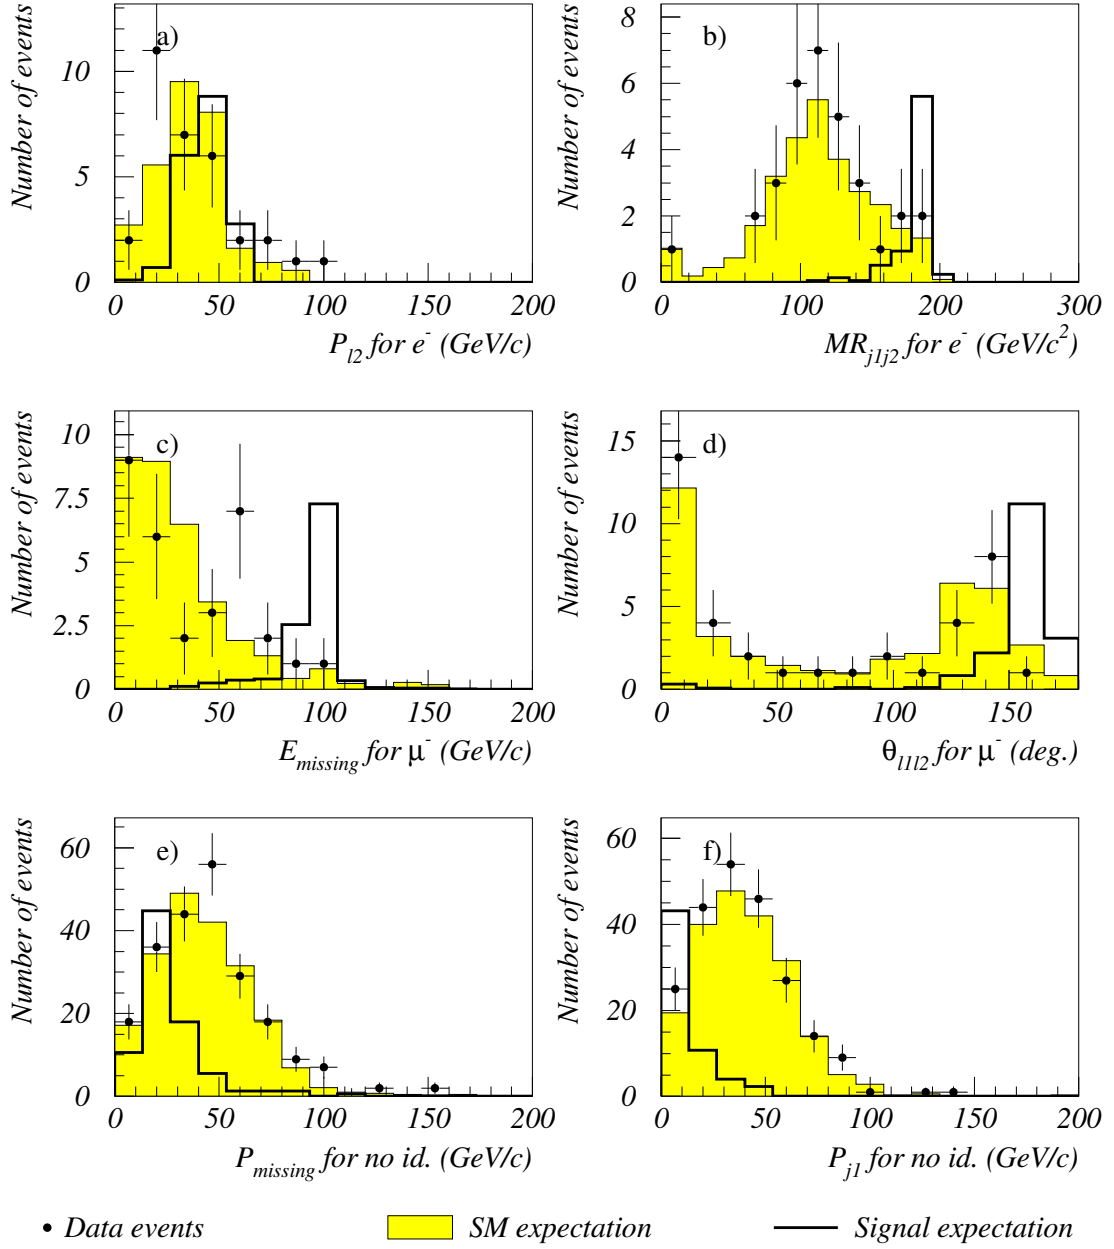 Number of events
a)
10
5
0
0 50 100 150 200
P_l2 for e^- (GeV/c)
Number of events
b)
8
6
4
2
0
0 100 200 300
MR_j1j2 for e^- (GeV/c^2)
Number of events
c)
10
7.5
5
2.5
0
0 50 100 150 200
E_missing for μ^- (GeV/c)
Number of events
d)
15
10
5
0
0 50 100 150
θ_l1l2 for μ^- (deg.)
Number of events
e)
60
40
20
0
0 50 100 150 200
P_missing for no id. (GeV/c)
Number of events
f)
60
50
40
30
20
10
0
0 50 100 150 200
P_j1 for no id. (GeV/c)
Data events
SM expectation
Signal expectation